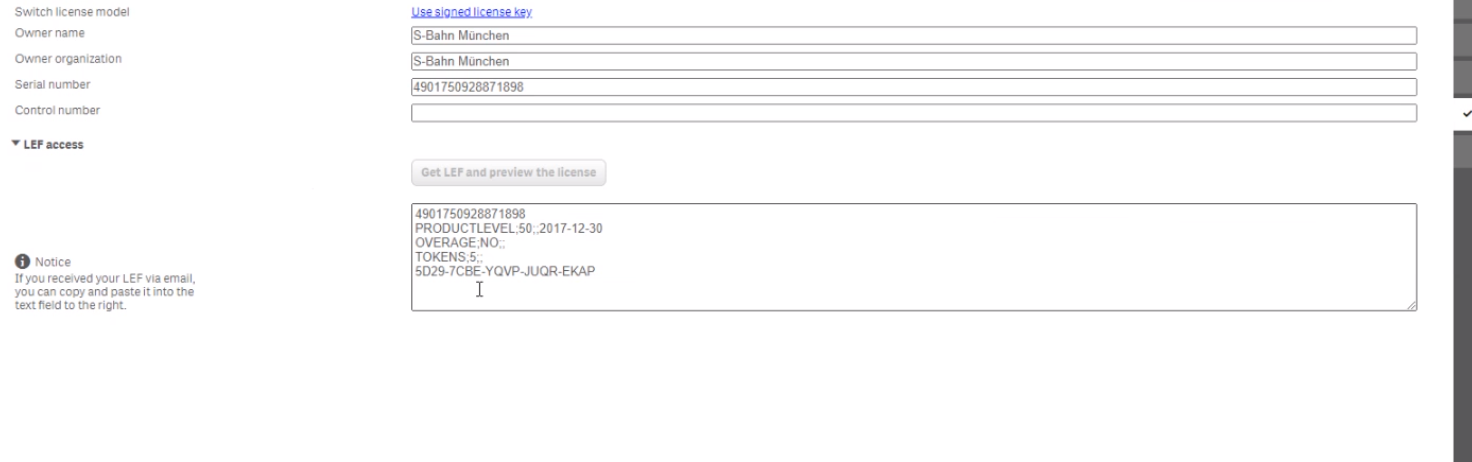 Switch license model
Use signed license key
Owner name
S-Bahn München
Owner organization
S-Bahn München
Serial number
4901750928871898
Control number
LEF access
Get LEF and preview the license
4901750928871898
PRODUCTLEVEL;50;;2017-12-30
OVERAGE;NO;;
TOKENS;5;;
5D29-7CBE-YQVP-JUQR-EKAP
Notice
If you received your LEF via email,
you can copy and paste it into the
text field to the right.